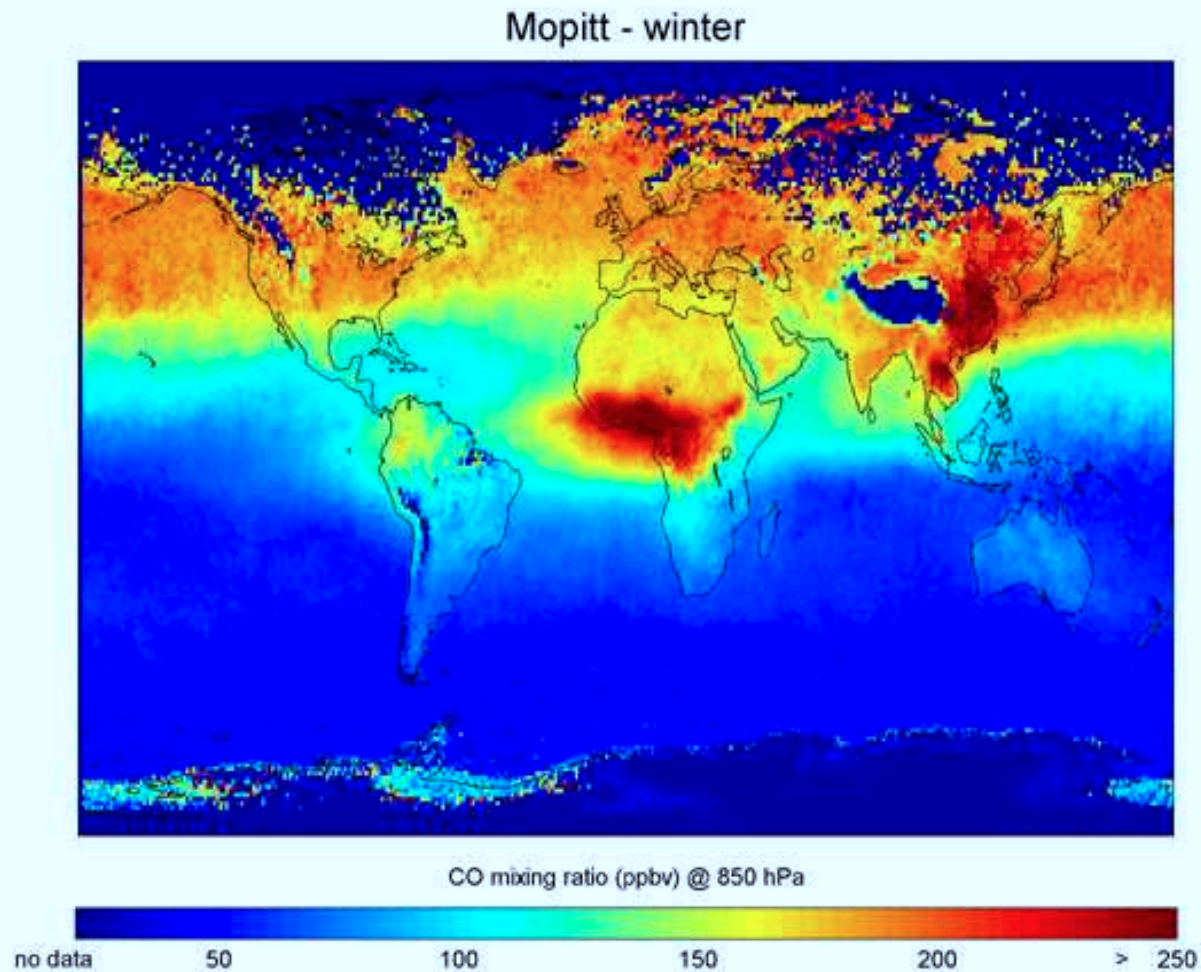 Mopitt - winter
CO mixing ratio (ppbv) @ 850 hPa
no data 50 100 150 200 > 250